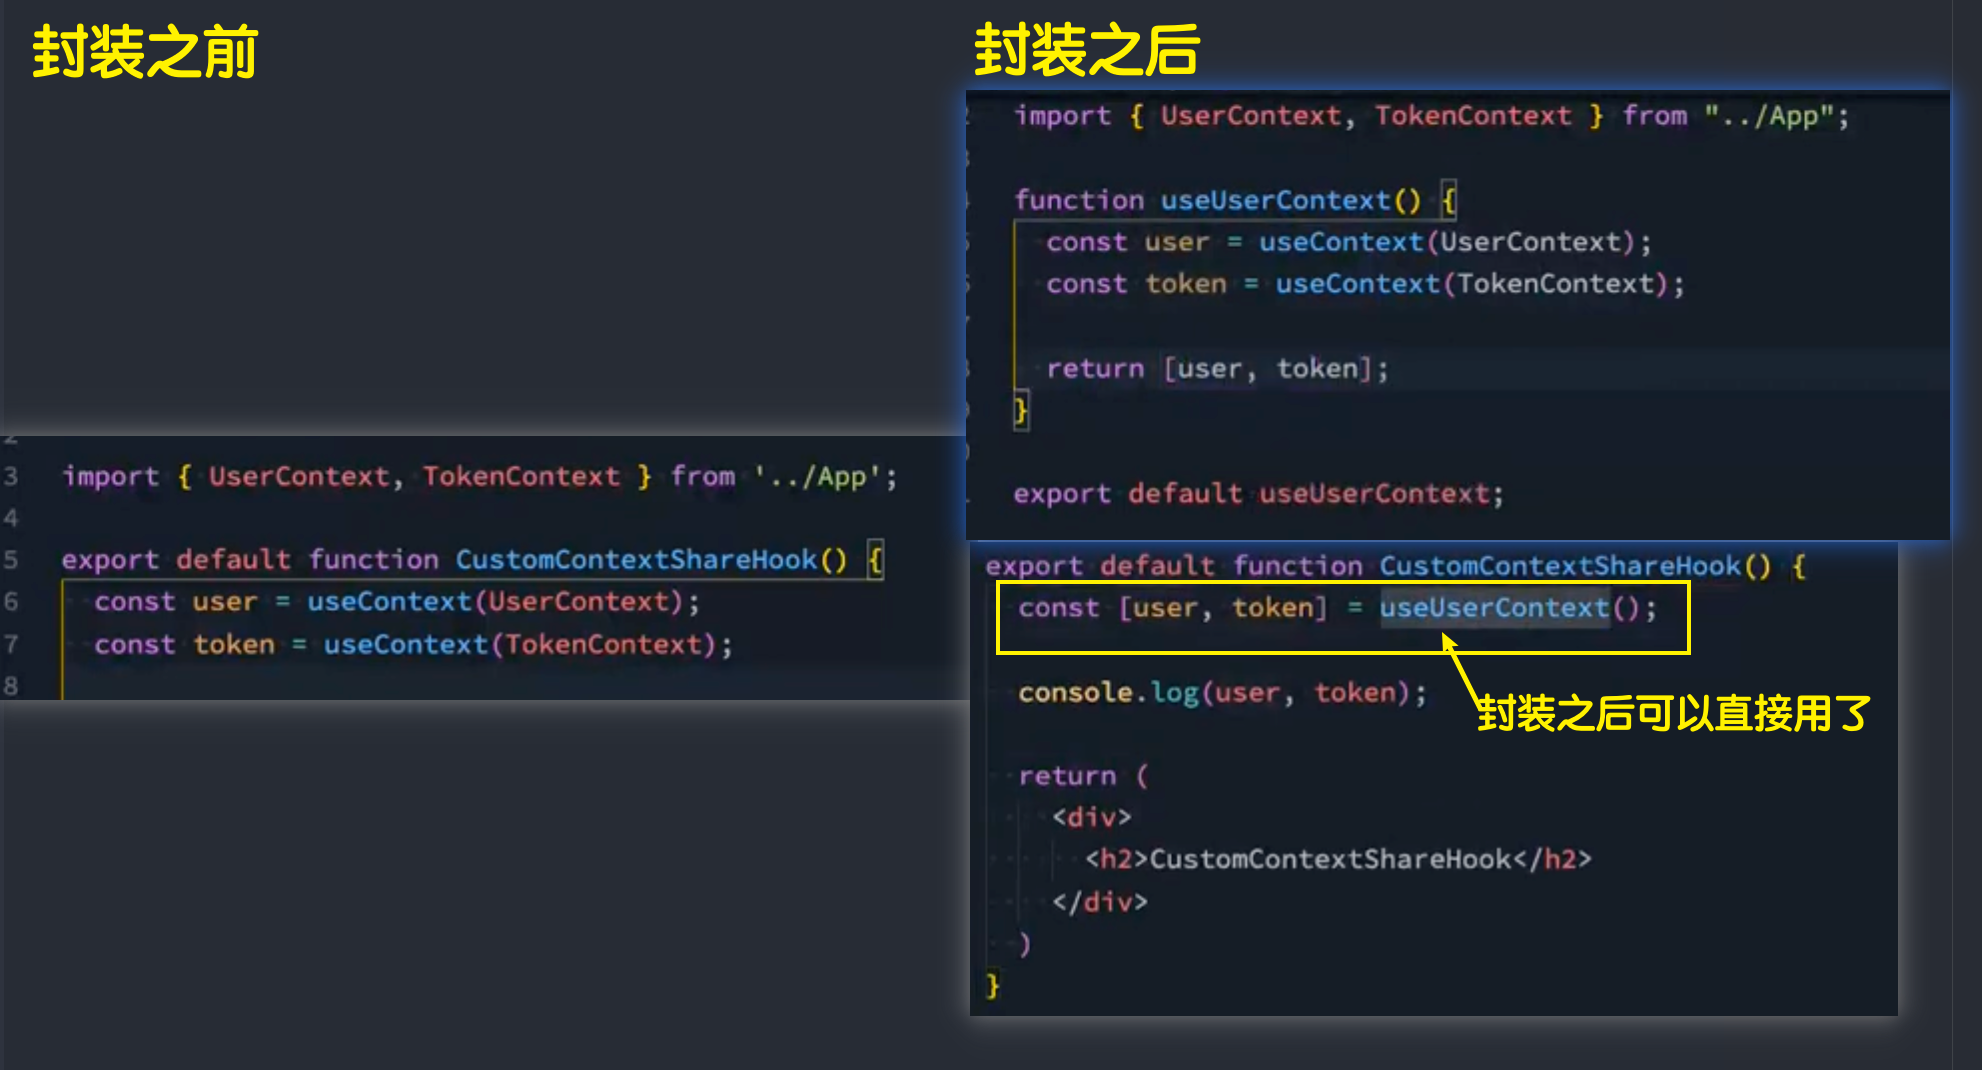 封装之前
2
3 import { UserContext, TokenContext } from '../App';
4
5 export default function CustomContextShareHook() {
6 const user = useContext(UserContext);
7 const token = useContext(TokenContext);
8
封装之后
import { UserContext, TokenContext } from "../App";
function useUserContext() {
const user = useContext(UserContext);
const token = useContext(TokenContext);
return [user, token];
}
export default useUserContext;
export default function CustomContextShareHook() {
const [user, token] = useUserContext();
console.log(user, token);
封装之后可以直接用了
return (
<div>
<h2>CustomContextShareHook</h2>
</div>
)
}